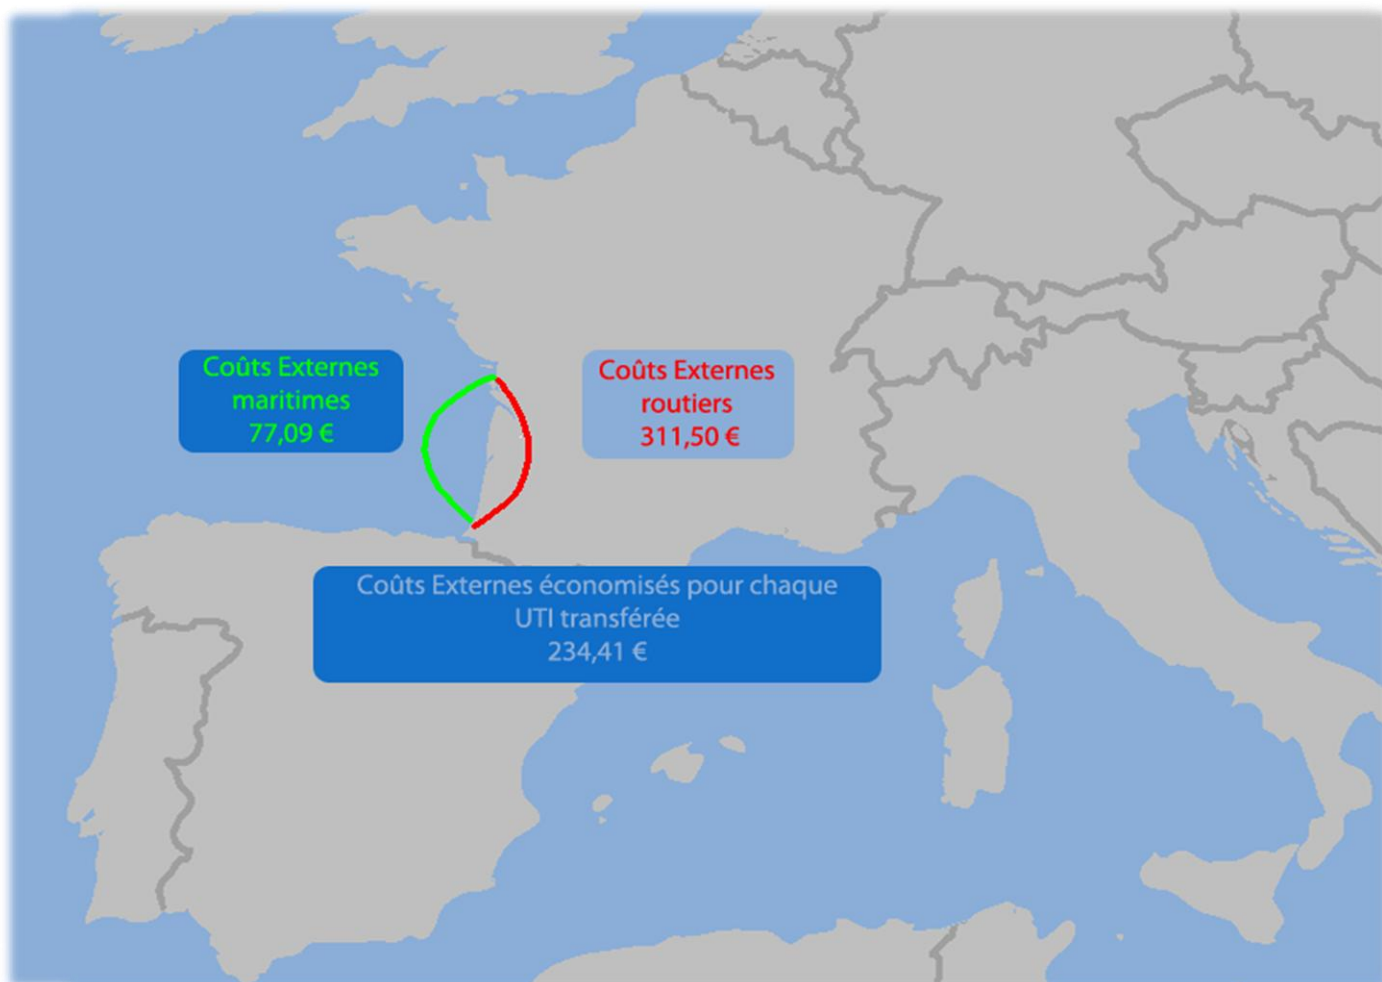 Coûts Externes
maritimes
77,09 €
Coûts Externes
routiers
311,50 €
Coûts Externes économisés pour chaque
UTI transférée
234,41 €